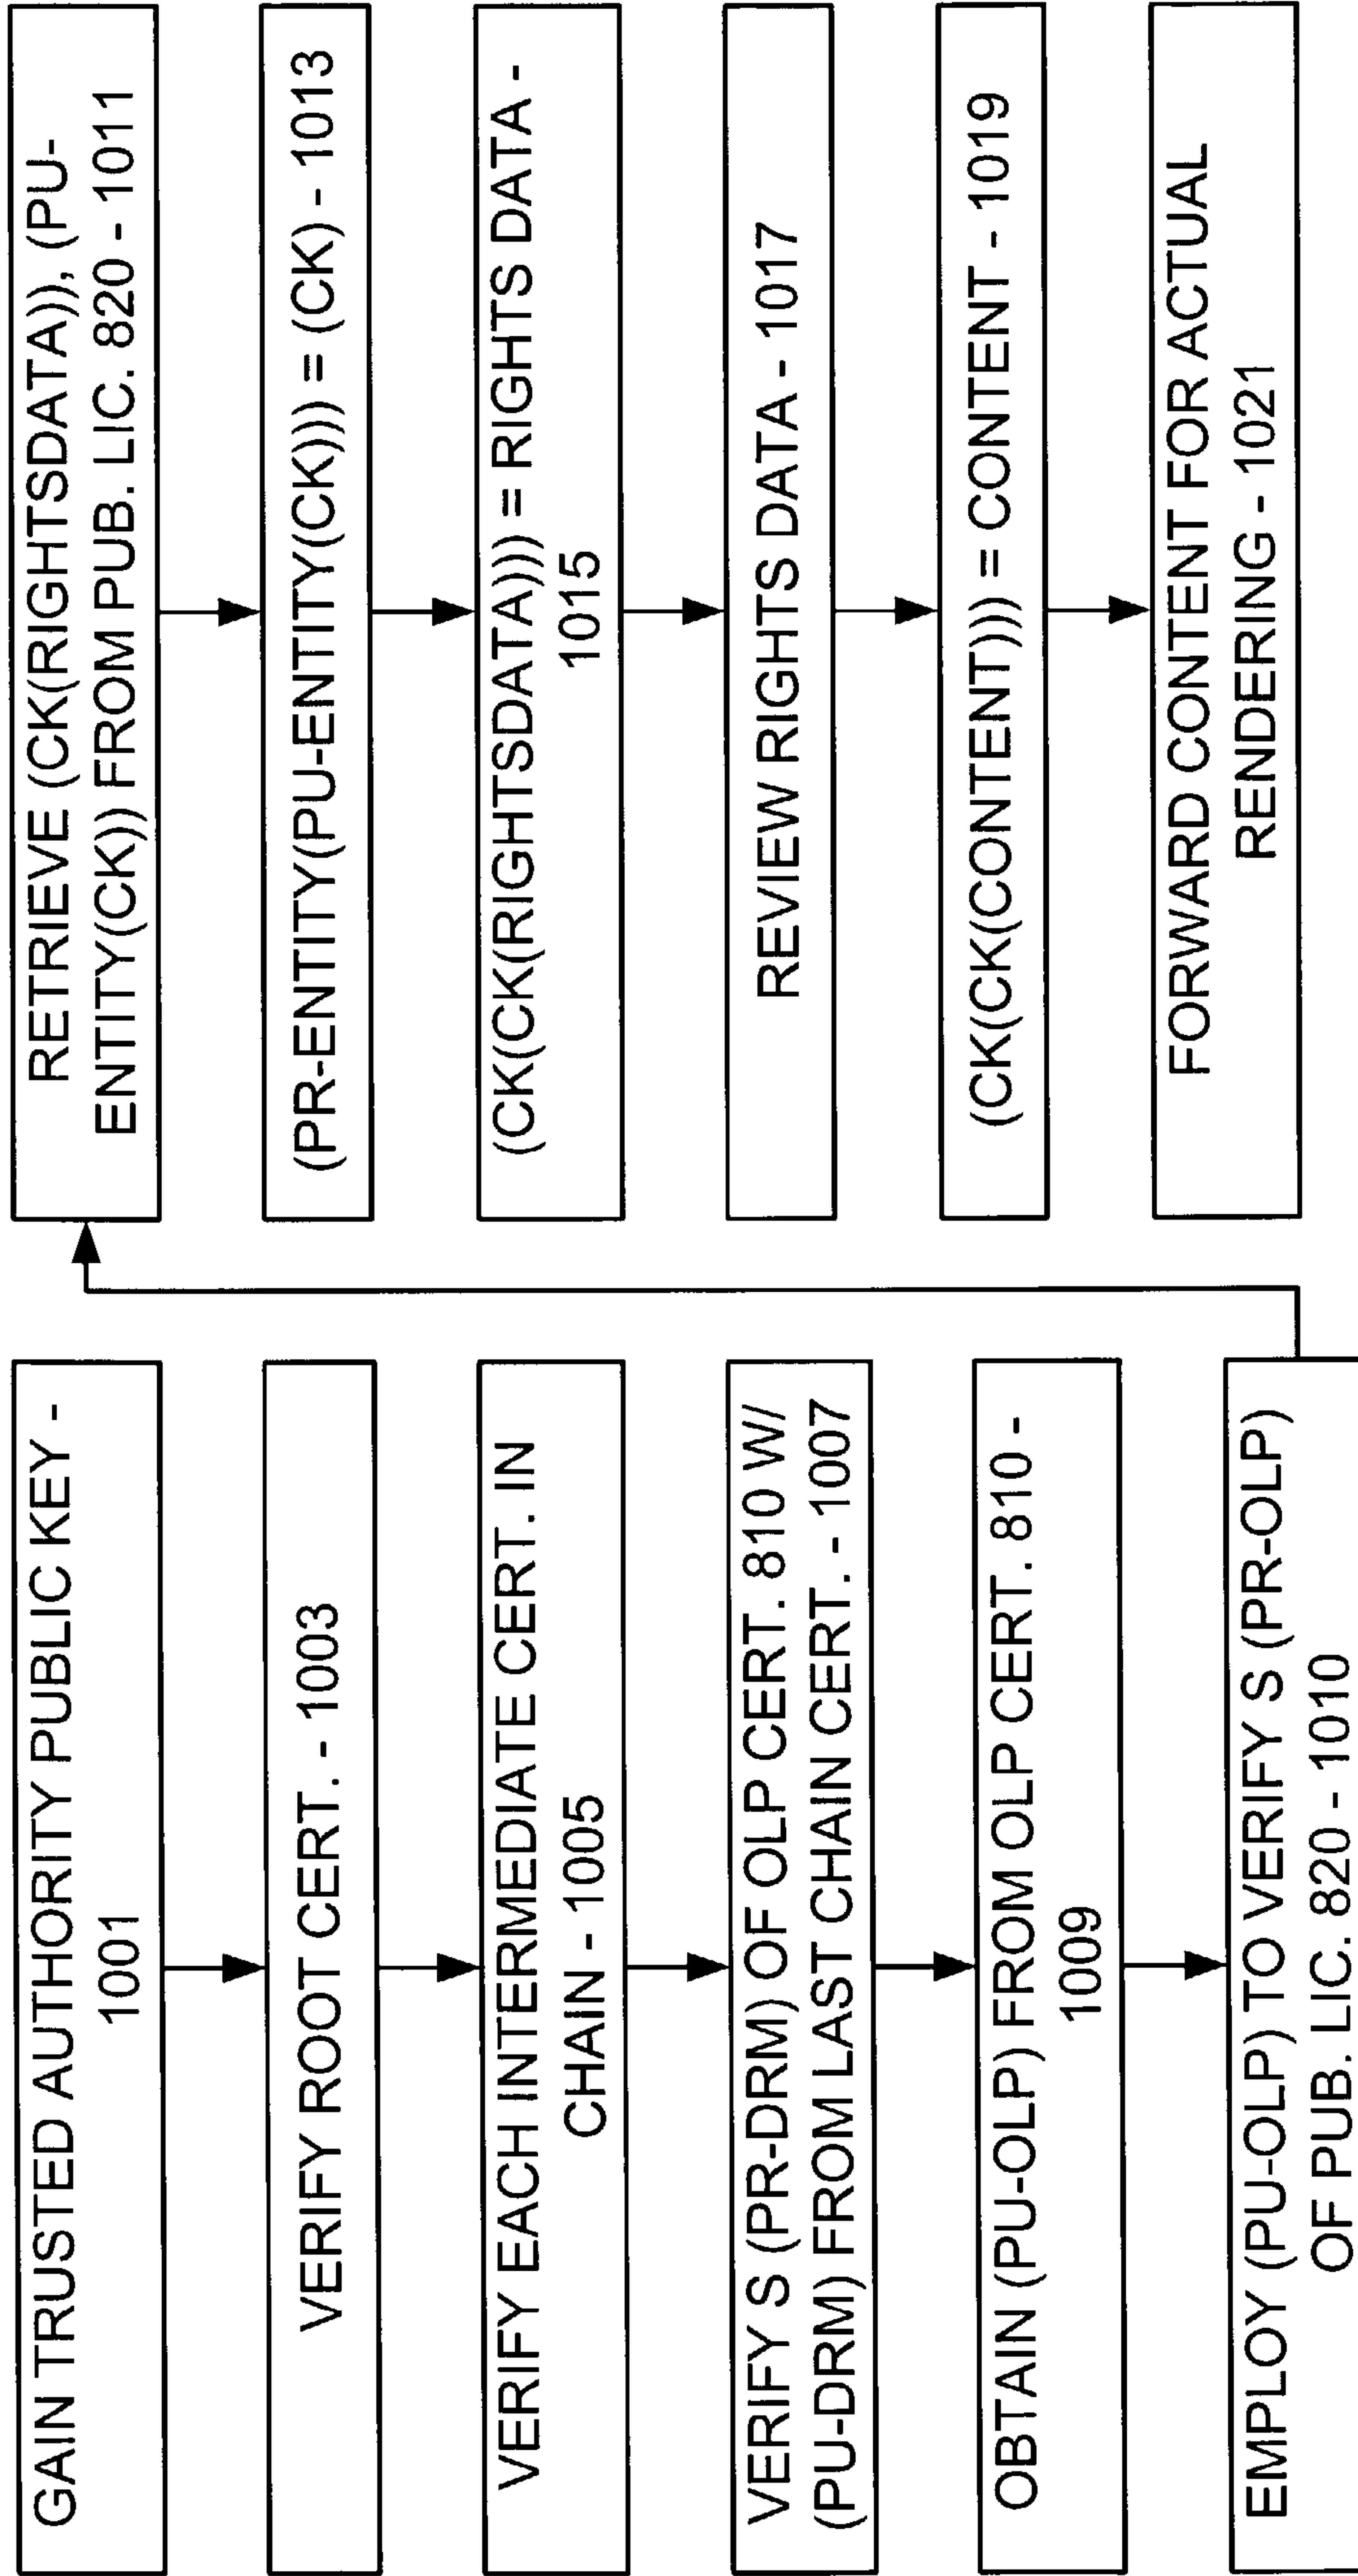 GAIN TRUSTED AUTHORITY PUBLIC KEY -
1001
VERIFY ROOT CERT. - 1003
VERIFY EACH INTERMEDIATE CERT. IN
CHAIN - 1005
VERIFY S (PR-DRM) OF OLP CERT. 810 W/
(PU-DRM) FROM LAST CHAIN CERT. - 1007
OBTAIN (PU-OLP) FROM OLP CERT. 810 -
1009
EMPLOY (PU-OLP) TO VERIFY S (PR-OLP)
OF PUB. LIC. 820 - 1010
RETRIEVE (CK(RIGHTSDATA)), (PU-
ENTITY(CK)) FROM PUB. LIC. 820 - 1011
(PR-ENTITY(PU-ENTITY(CK))) = (CK) - 1013
(CK(CK(RIGHTSDATA))) = RIGHTS DATA -
1015
REVIEW RIGHTS DATA - 1017
(CK(CK(CONTENT))) = CONTENT - 1019
FORWARD CONTENT FOR ACTUAL
RENDERING - 1021